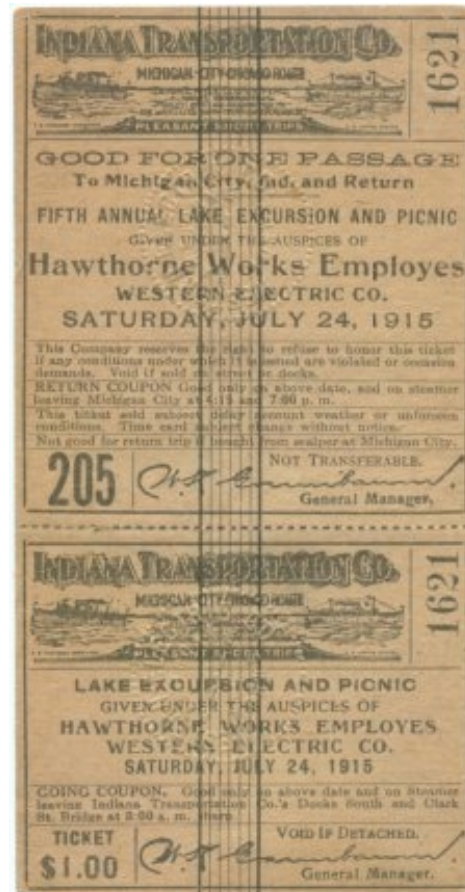 INDIANA TRANSPORTATION CO.
1621
MICHIGAN CITY-CHICAGO ROUTE
PLEASANT SHORT TRIPS
GOOD FOR ONE PASSAGE
To Michigan City, Ind. and Return
FIFTH ANNUAL LAKE EXCURSION AND PICNIC
GIVEN UNDER THE AUSPICES OF
Hawthorne Works Employes
WESTERN ELECTRIC CO.
SATURDAY, JULY 24, 1915
This Company reserves the right to refuse to honor this ticket
if any conditions under which it is issued are violated or occasion
demands. Void if sold on street or docks.
RETURN COUPON Good only on above date, and on steamer
leaving Michigan City at 4:15 and 7:00 p. m.
This ticket sold subject delay account weather or unforseen
conditions. Time card subject change without notice.
Not good for return trip if bought from scalper at Michigan City.
205
NOT TRANSFERABLE.
General Manager.
INDIANA TRANSPORTATION CO.
1621
MICHIGAN CITY-CHICAGO ROUTE
PLEASANT SHORT TRIPS
LAKE EXCURSION AND PICNIC
GIVEN UNDER THE AUSPICES OF
HAWTHORNE WORKS EMPLOYES
WESTERN ELECTRIC CO.
SATURDAY, JULY 24, 1915
GOING COUPON. Good only on above date and on Steamer
leaving Indiana Transportation Co.'s Docks South end Clark
St. Bridge at 8:00 a. m. sharp
TICKET
$1.00
VOID IF DETACHED.
General Manager.